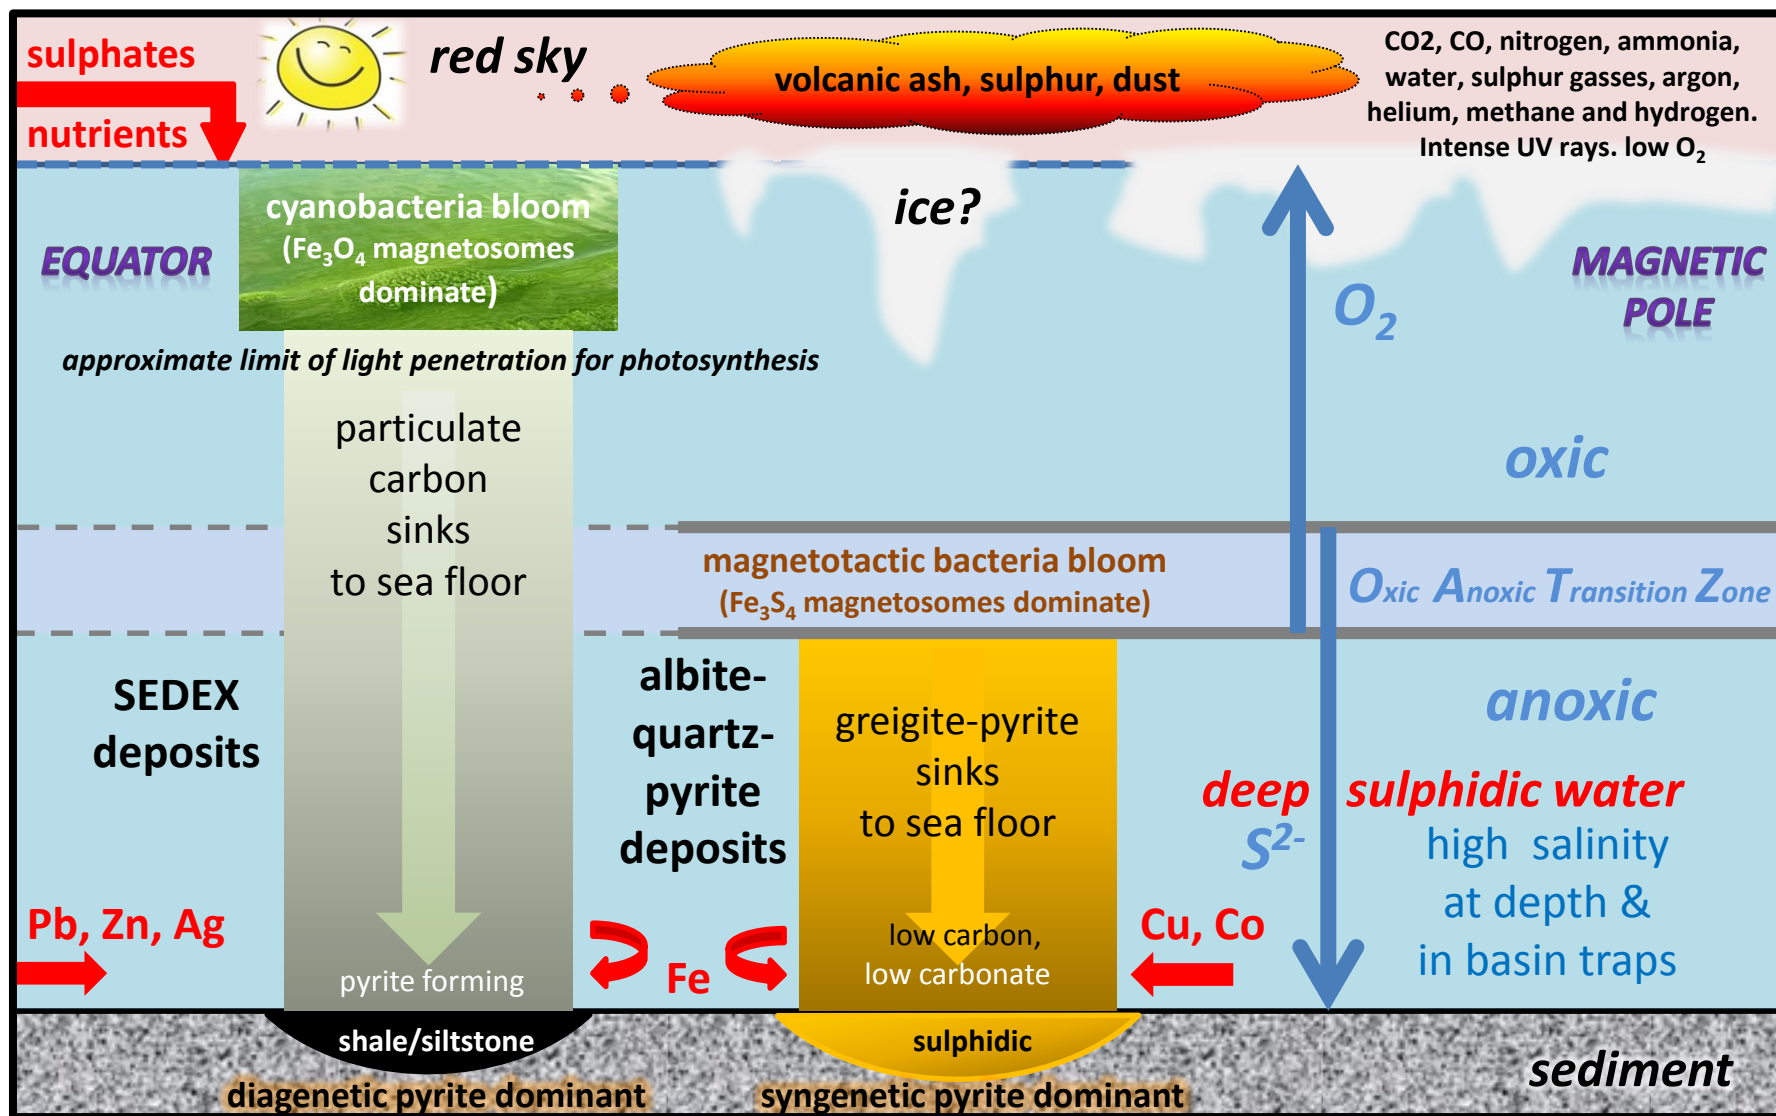 sulphates
nutrients
red sky
volcanic ash, sulphur, dust
CO2, CO, nitrogen, ammonia,
water, sulphur gasses, argon,
helium, methane and hydrogen.
Intense UV rays. low O₂
cyanobacteria bloom
(Fe₃O₄ magnetosomes
dominate)
EQUATOR
ice?
MAGNETIC
POLE
O₂
approximate limit of light penetration for photosynthesis
particulate
carbon
sinks
to sea floor
oxic
magnetotactic bacteria bloom
(Fe₃S₄ magnetosomes dominate)
Oxic Anoxic Transition Zone
SEDEX
deposits
albite-
quartz-
pyrite
deposits
greigite-pyrite
sinks
to sea floor
anoxic
deep sulphidic water
S²⁻
high salinity
at depth &
in basin traps
Pb, Zn, Ag
pyrite forming
Fe
low carbon,
low carbonate
Cu, Co
shale/siltstone
diagenetic pyrite dominant
sulphidic
syngenetic pyrite dominant
sediment